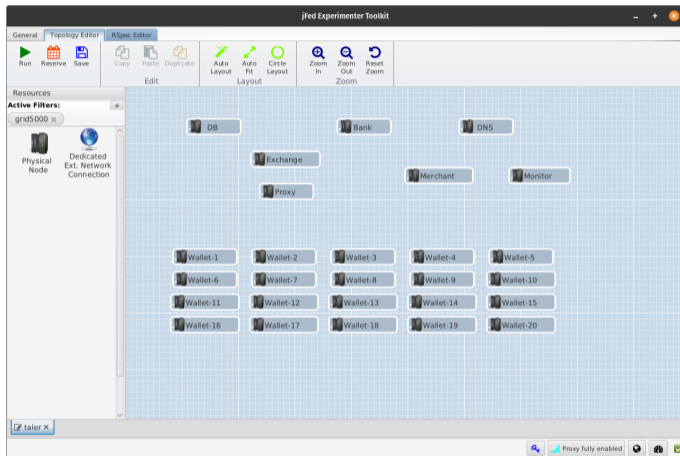 jFed Experimenter Toolkit
General Topology Editor RSpec Editor
Run Reserve Save Copy Paste Duplicate Auto Layout Auto Fit Circle Layout Zoom In Zoom Out Reset Zoom
Edit Layout Zoom
Resources
Active Filters: +
grid5000 ×
Physical Node
Dedicated Ext. Network Connection
DB Bank DNS
Exchange
Merchant Monitor
Proxy
Wallet-1 Wallet-2 Wallet-3 Wallet-4 Wallet-5
Wallet-6 Wallet-7 Wallet-8 Wallet-9 Wallet-10
Wallet-11 Wallet-12 Wallet-13 Wallet-14 Wallet-15
Wallet-16 Wallet-17 Wallet-18 Wallet-19 Wallet-20
taler ×
Proxy fully enabled